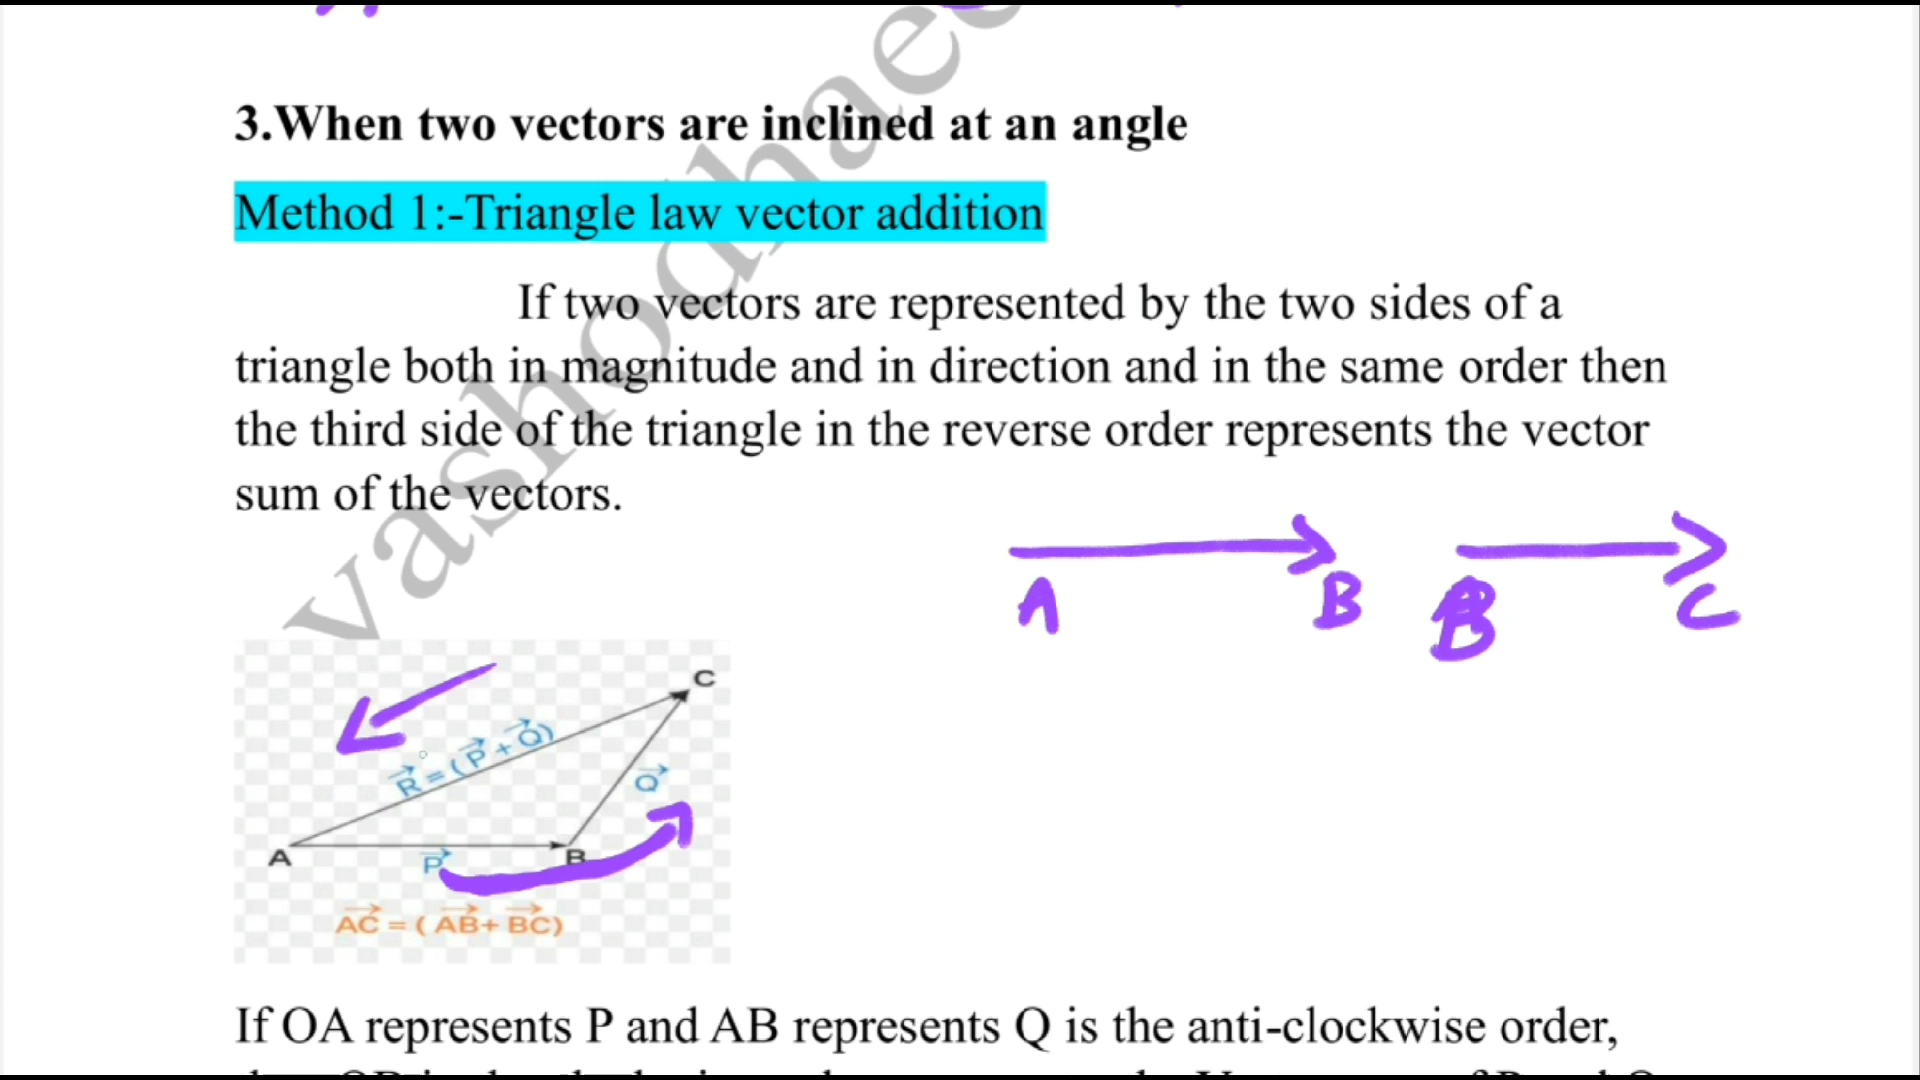 3.When two vectors are inclined at an angle
Method 1:-Triangle law vector addition
If two vectors are represented by the two sides of a
triangle both in magnitude and in direction and in the same order then
the third side of the triangle in the reverse order represents the vector
sum of the vectors.
A B B C
C
R = (P + Q)
Q
A P B
AC = ( AB+ BC)
If OA represents P and AB represents Q is the anti-clockwise order,